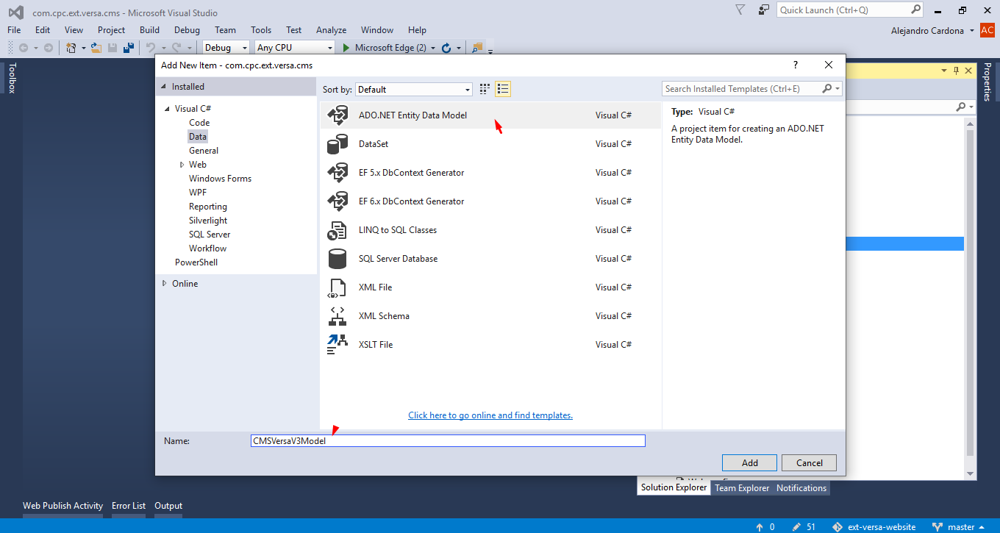 com.cpc.ext.versa.cms - Microsoft Visual Studio
Quick Launch (Ctrl+Q)
File Edit View Project Build Debug Team Tools Test Analyze Window Help
Alejandro Cardona AC
Debug Any CPU Microsoft Edge (2)
Toolbox
Properties
Add New Item - com.cpc.ext.versa.cms ?
Installed
Sort by: Default
Search Installed Templates (Ctrl+E)
Visual C#
Code
Data
General
Web
Windows Forms
WPF
Reporting
Silverlight
SQL Server
Workflow
PowerShell
Online
ADO.NET Entity Data Model Visual C#
DataSet Visual C#
EF 5.x DbContext Generator Visual C#
EF 6.x DbContext Generator Visual C#
LINQ to SQL Classes Visual C#
SQL Server Database Visual C#
XML File Visual C#
XML Schema Visual C#
XSLT File Visual C#
Type: Visual C#
A project item for creating an ADO.NET
Entity Data Model.
Click here to go online and find templates.
Name: CMSVersaV3Model
Add Cancel
Solution Explorer Team Explorer Notifications
Web Publish Activity Error List Output
0 51 ext-versa-website master